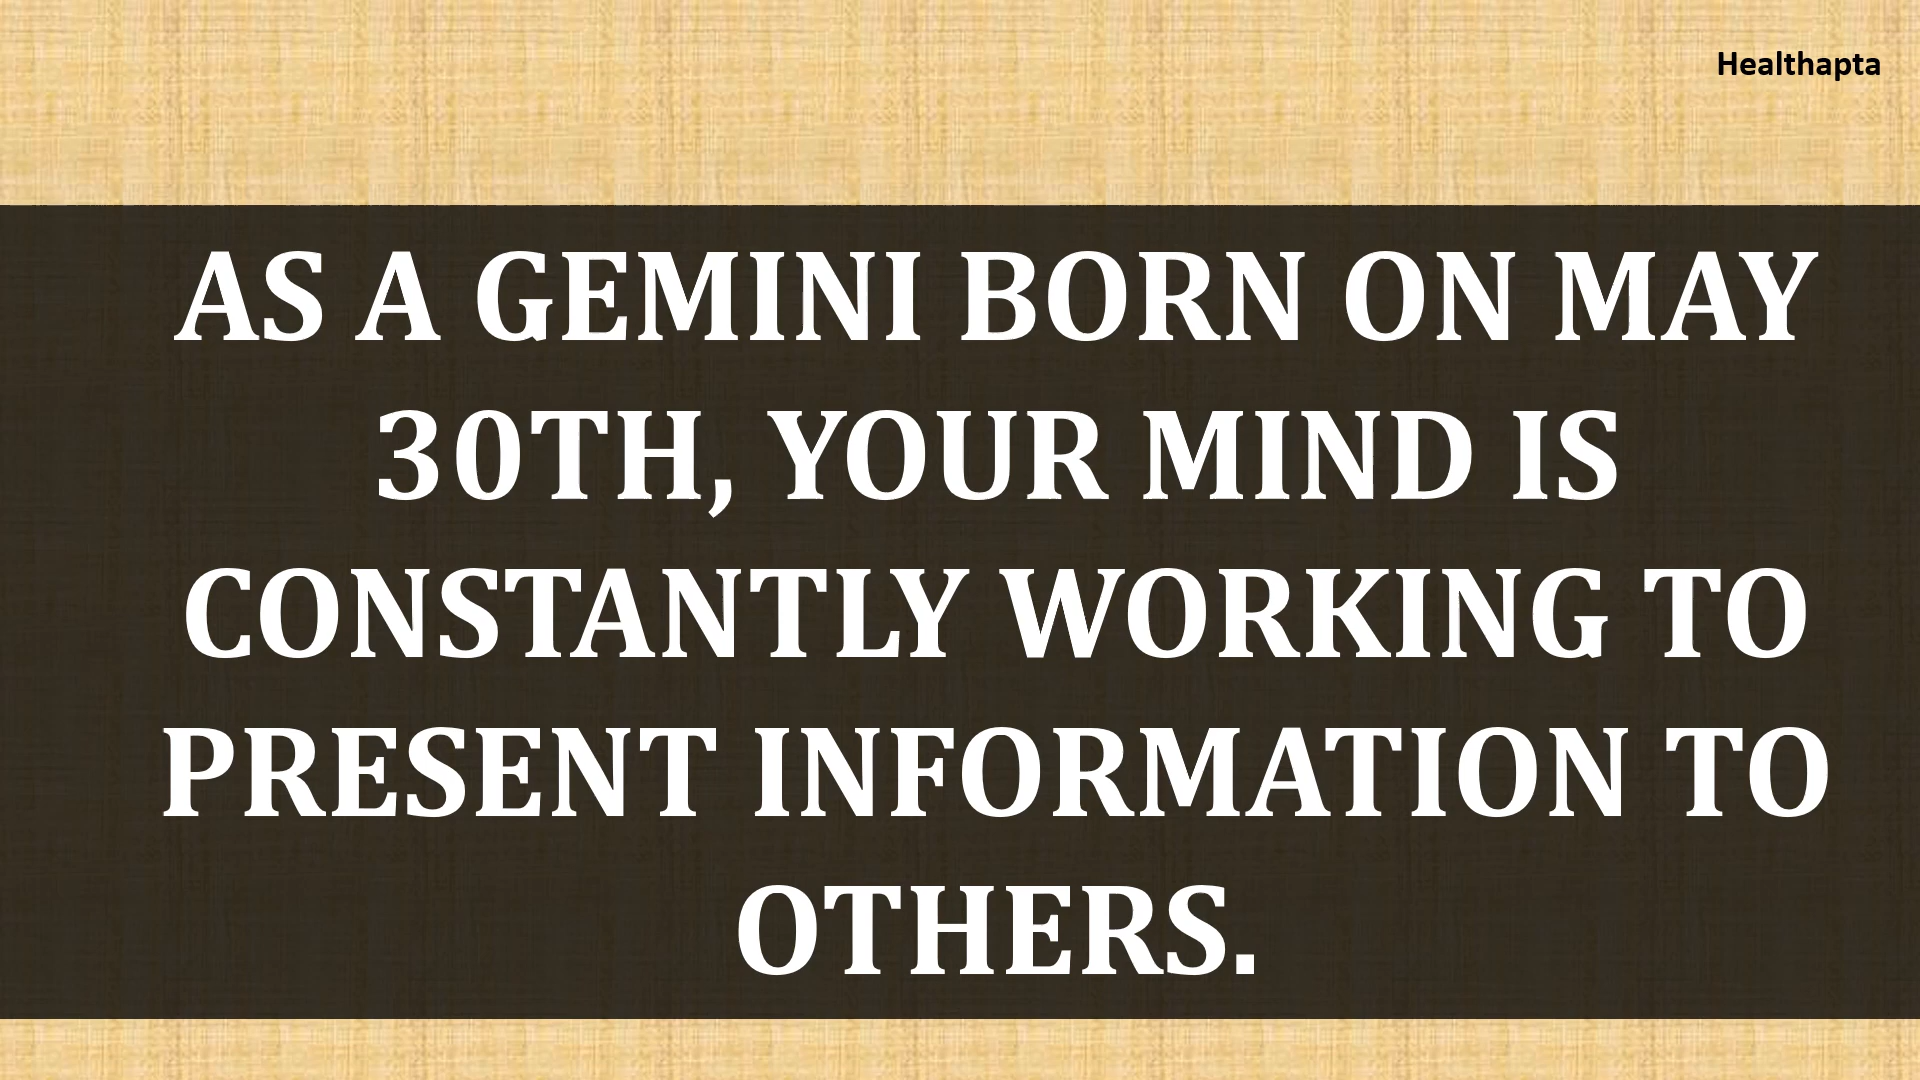 Healthapta
AS A GEMINI BORN ON MAY
30TH, YOUR MIND IS
CONSTANTLY WORKING TO
PRESENT INFORMATION TO
OTHERS.